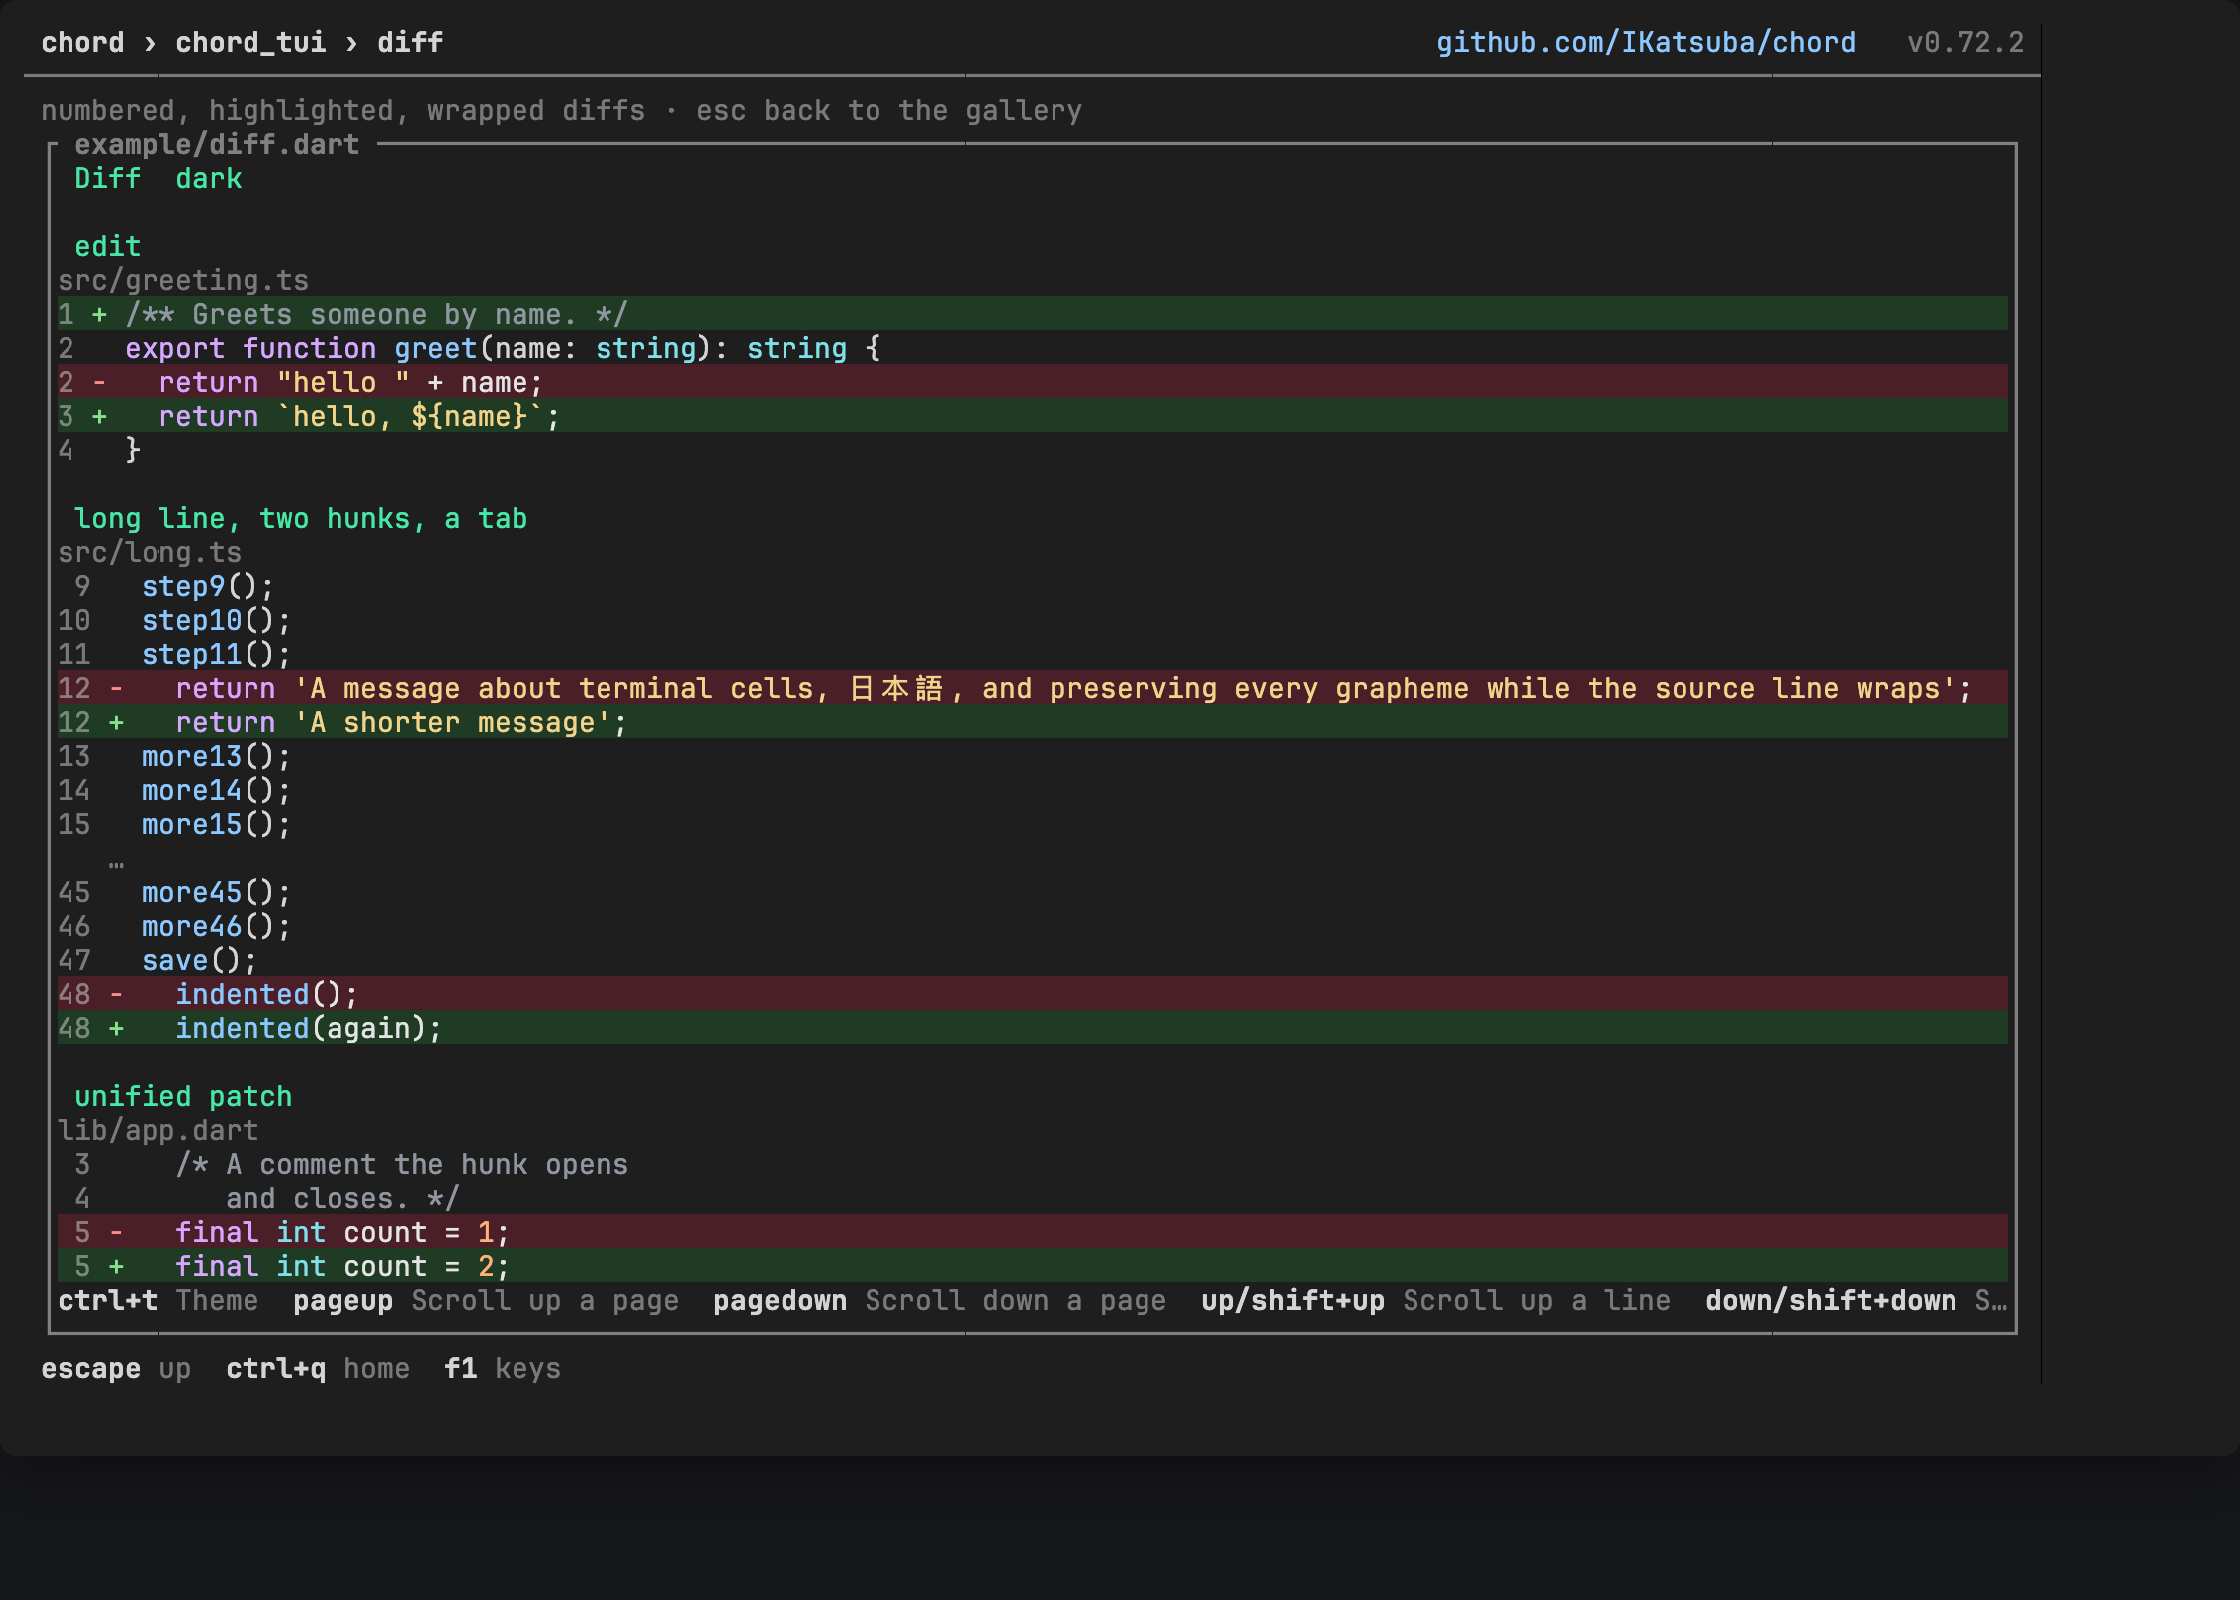 chord › chord_tui › diff github.com/IKatsuba/chord v0.72.2
numbered, highlighted, wrapped diffs · esc back to the gallery
example/diff.dart
Diff dark
edit
src/greeting.ts
1 + /** Greets someone by name. */
2   export function greet(name: string): string {
2 -   return "hello " + name;
3 +   return `hello, ${name}`;
4   }
long line, two hunks, a tab
src/long.ts
 9   step9();
10   step10();
11   step11();
12 -   return 'A message about terminal cells, 日本語, and preserving every grapheme while the source line wraps';
12 +   return 'A shorter message';
13   more13();
14   more14();
15   more15();
…
45   more45();
46   more46();
47   save();
48 -   indented();
48 +   indented(again);
unified patch
lib/app.dart
 3     /* A comment the hunk opens
 4        and closes. */
 5 -   final int count = 1;
 5 +   final int count = 2;
ctrl+t Theme  pageup Scroll up a page  pagedown Scroll down a page  up/shift+up Scroll up a line  down/shift+down S…
escape up  ctrl+q home  f1 keys